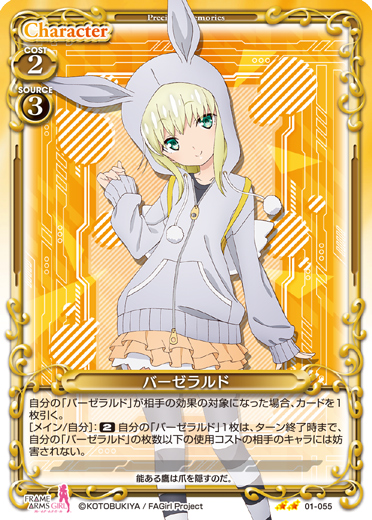 Precious Memories
Character
COST
2
SOURCE
3
バーゼラルド
自分の「バーゼラルド」が相手の効果の対象になった場合、カードを1
枚引く。
[メイン/自分]：2 自分の「バーゼラルド」1枚は、ターン終了時まで、
自分の「バーゼラルド」の枚数以下の使用コストの相手のキャラには妨
害されない。
能ある鷹は爪を隠すのだ。
FRAME
ARMS GIRL
©KOTOBUKIYA / FAGirl Project
01-055